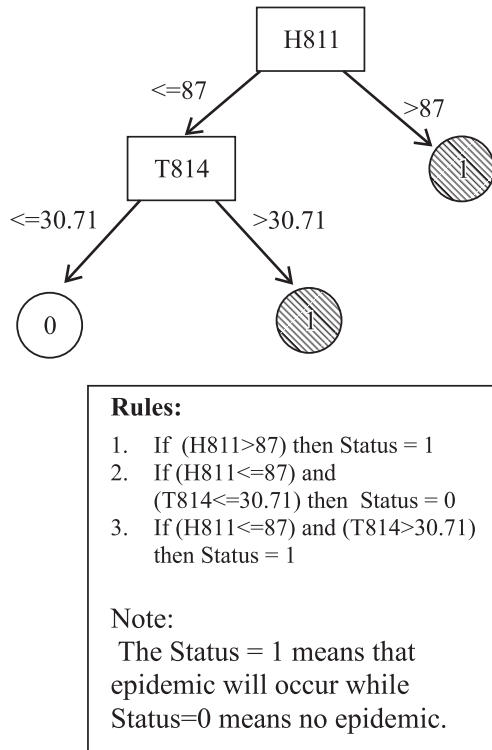 H811
<=87
>87
T814
1
<=30.71
>30.71
0
1
Rules:
1. If (H811>87) then Status = 1
2. If (H811<=87) and
(T814<=30.71) then Status = 0
3. If (H811<=87) and (T814>30.71)
then Status = 1
Note:
The Status = 1 means that
epidemic will occur while
Status=0 means no epidemic.